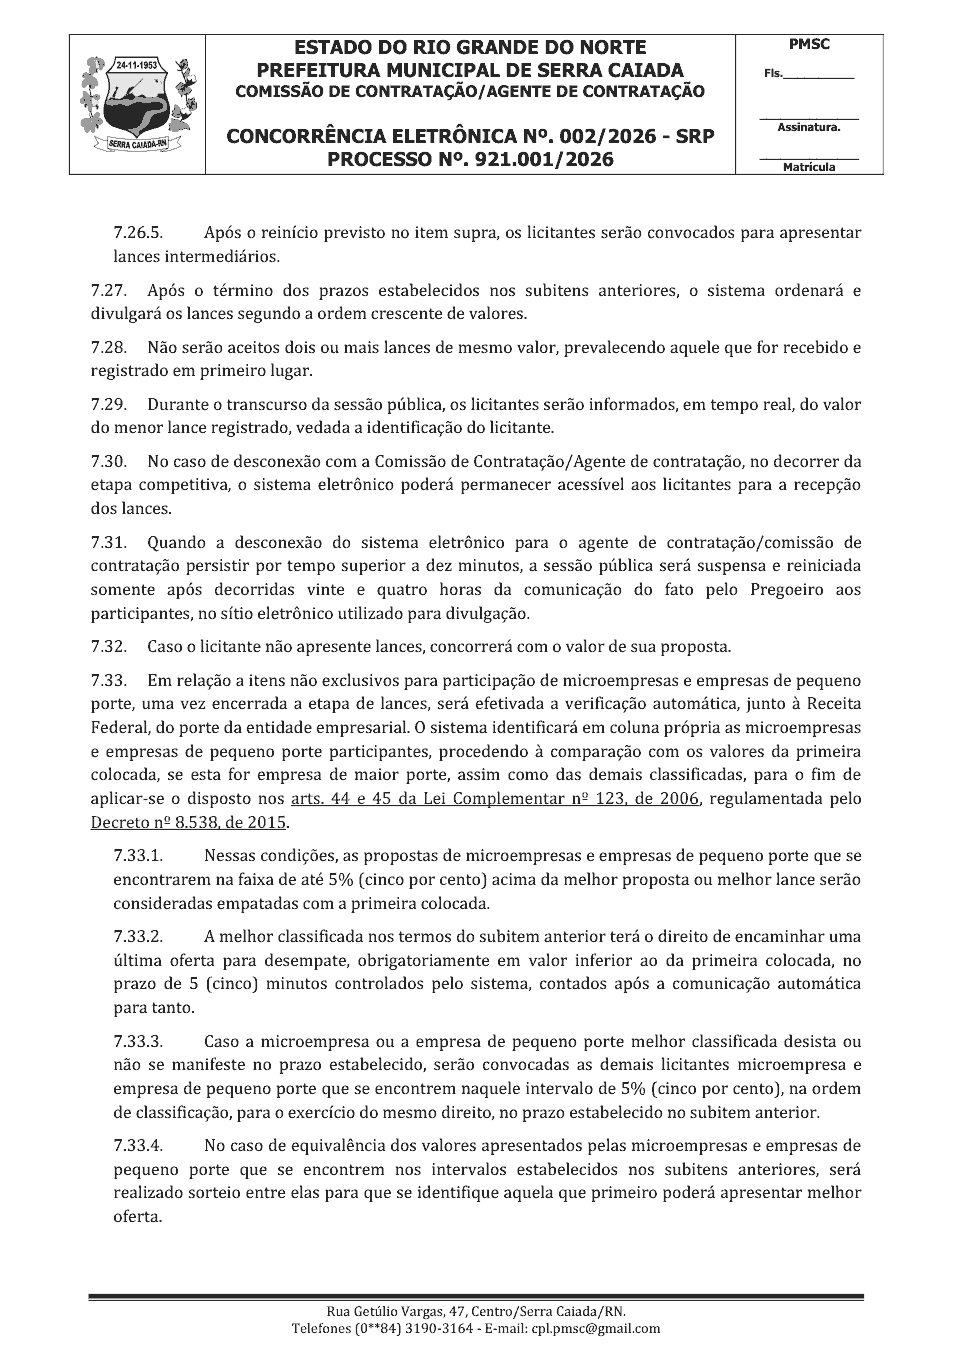 24-11-1953
SERRA CAIADA-RN
ESTADO DO RIO GRANDE DO NORTE
PREFEITURA MUNICIPAL DE SERRA CAIADA
COMISSÃO DE CONTRATAÇÃO/AGENTE DE CONTRATAÇÃO
CONCORRÊNCIA ELETRÔNICA Nº. 002/2026 - SRP
PROCESSO Nº. 921.001/2026
PMSC
Fls.___________
Assinatura.
Matrícula
7.26.5. Após o reinício previsto no item supra, os licitantes serão convocados para apresentar
lances intermediários.
7.27. Após o término dos prazos estabelecidos nos subitens anteriores, o sistema ordenará e
divulgará os lances segundo a ordem crescente de valores.
7.28. Não serão aceitos dois ou mais lances de mesmo valor, prevalecendo aquele que for recebido e
registrado em primeiro lugar.
7.29. Durante o transcurso da sessão pública, os licitantes serão informados, em tempo real, do valor
do menor lance registrado, vedada a identificação do licitante.
7.30. No caso de desconexão com a Comissão de Contratação/Agente de contratação, no decorrer da
etapa competitiva, o sistema eletrônico poderá permanecer acessível aos licitantes para a recepção
dos lances.
7.31. Quando a desconexão do sistema eletrônico para o agente de contratação/comissão de
contratação persistir por tempo superior a dez minutos, a sessão pública será suspensa e reiniciada
somente após decorridas vinte e quatro horas da comunicação do fato pelo Pregoeiro aos
participantes, no sítio eletrônico utilizado para divulgação.
7.32. Caso o licitante não apresente lances, concorrerá com o valor de sua proposta.
7.33. Em relação a itens não exclusivos para participação de microempresas e empresas de pequeno
porte, uma vez encerrada a etapa de lances, será efetivada a verificação automática, junto à Receita
Federal, do porte da entidade empresarial. O sistema identificará em coluna própria as microempresas
e empresas de pequeno porte participantes, procedendo à comparação com os valores da primeira
colocada, se esta for empresa de maior porte, assim como das demais classificadas, para o fim de
aplicar-se o disposto nos arts. 44 e 45 da Lei Complementar nº 123, de 2006, regulamentada pelo
Decreto nº 8.538, de 2015.
7.33.1. Nessas condições, as propostas de microempresas e empresas de pequeno porte que se
encontrarem na faixa de até 5% (cinco por cento) acima da melhor proposta ou melhor lance serão
consideradas empatadas com a primeira colocada.
7.33.2. A melhor classificada nos termos do subitem anterior terá o direito de encaminhar uma
última oferta para desempate, obrigatoriamente em valor inferior ao da primeira colocada, no
prazo de 5 (cinco) minutos controlados pelo sistema, contados após a comunicação automática
para tanto.
7.33.3. Caso a microempresa ou a empresa de pequeno porte melhor classificada desista ou
não se manifeste no prazo estabelecido, serão convocadas as demais licitantes microempresa e
empresa de pequeno porte que se encontrem naquele intervalo de 5% (cinco por cento), na ordem
de classificação, para o exercício do mesmo direito, no prazo estabelecido no subitem anterior.
7.33.4. No caso de equivalência dos valores apresentados pelas microempresas e empresas de
pequeno porte que se encontrem nos intervalos estabelecidos nos subitens anteriores, será
realizado sorteio entre elas para que se identifique aquela que primeiro poderá apresentar melhor
oferta.
Rua Getúlio Vargas, 47, Centro/Serra Caiada/RN.
Telefones (0**84) 3190-3164 - E-mail: cpl.pmsc@gmail.com